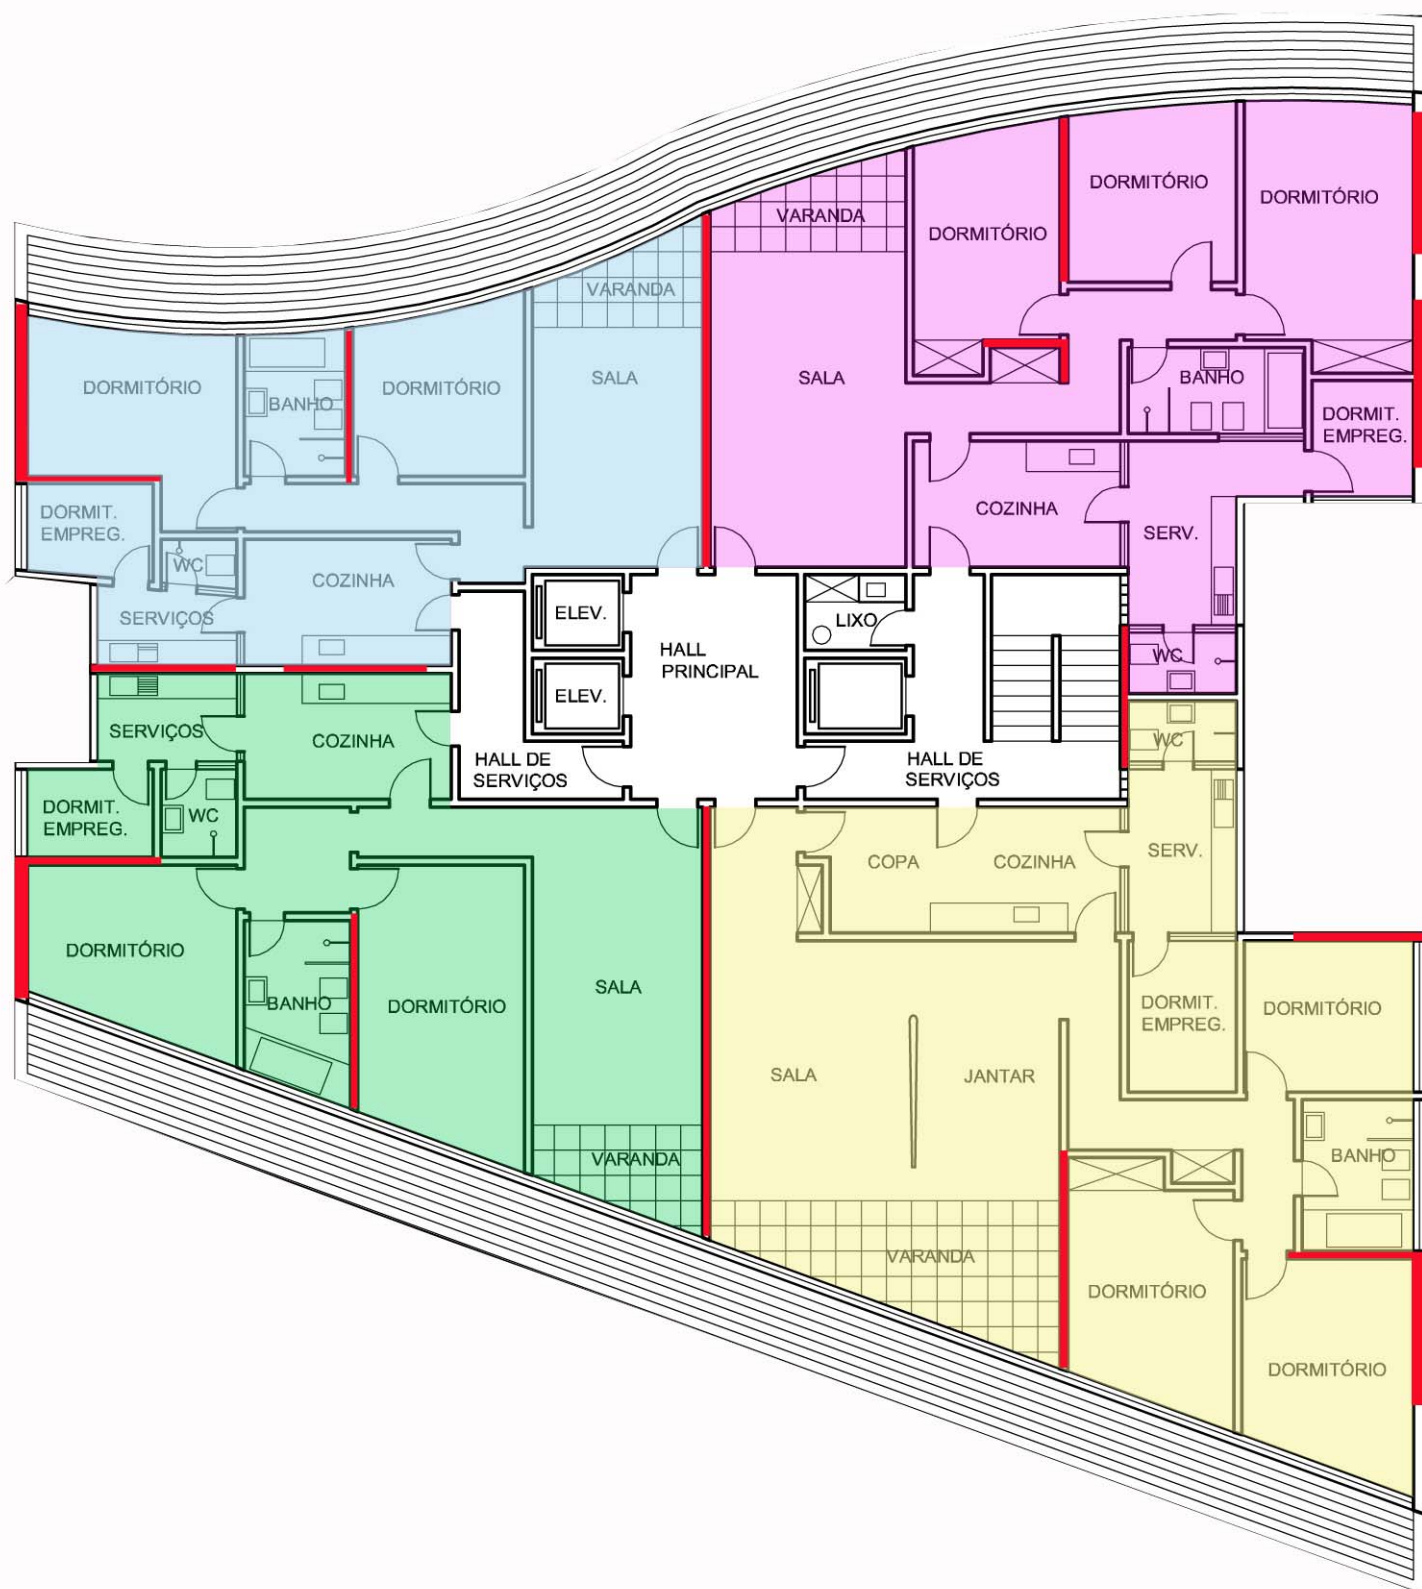 DORMITÓRIO
DORMITÓRIO
VARANDA
DORMITÓRIO
VARANDA
SALA
SALA
BANHO
DORMITÓRIO
BANHO
DORMITÓRIO
DORMIT.
EMPREG.
DORMIT.
EMPREG.
COZINHA
SERV.
WC
COZINHA
SERVIÇOS
ELEV.
LIXO
HALL
PRINCIPAL
WC
ELEV.
SERVIÇOS
COZINHA
HALL DE
SERVIÇOS
HALL DE
SERVIÇOS
WC
DORMIT.
EMPREG.
WC
COPA
COZINHA
SERV.
DORMITÓRIO
BANHO
DORMITÓRIO
SALA
DORMIT.
EMPREG.
DORMITÓRIO
SALA
JANTAR
VARANDA
BANHO
VARANDA
DORMITÓRIO
DORMITÓRIO